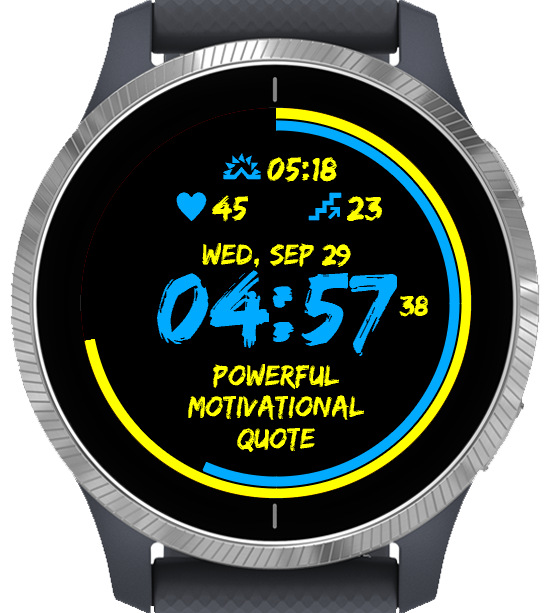 05:18
45 23
WED, SEP 29
04:57 38
POWERFUL
MOTIVATIONAL
QUOTE